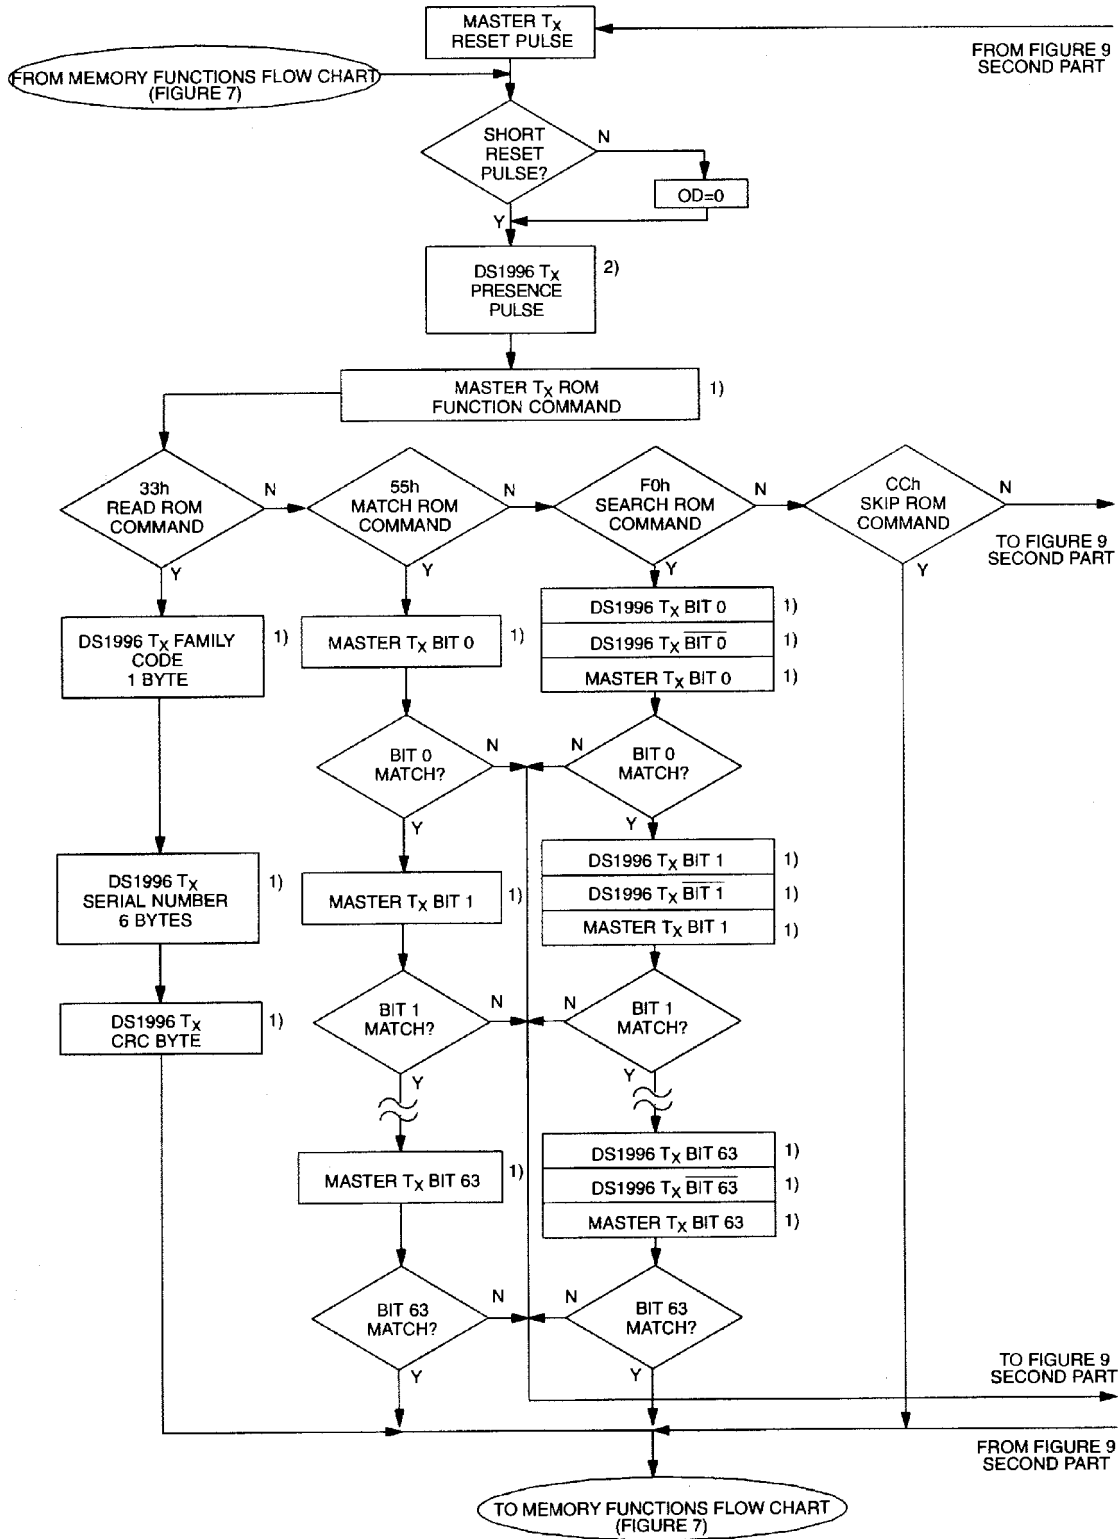 MASTER TX
RESET PULSE
FROM FIGURE 9
SECOND PART
FROM MEMORY FUNCTIONS FLOW CHART
(FIGURE 7)
SHORT
RESET
PULSE?
N
OD=0
Y
DS1996 TX
PRESENCE
PULSE
2)
MASTER TX ROM
FUNCTION COMMAND
1)
33h
READ ROM
COMMAND
N
Y
55h
MATCH ROM
COMMAND
N
Y
F0h
SEARCH ROM
COMMAND
N
Y
CCh
SKIP ROM
COMMAND
N
Y
TO FIGURE 9
SECOND PART
DS1996 TX FAMILY
CODE
1 BYTE
1)
MASTER TX BIT 0
1)
DS1996 TX BIT 0
1)
DS1996 TX B̅I̅T̅ ̅0̅
1)
MASTER TX BIT 0
1)
BIT 0
MATCH?
N
Y
N
BIT 0
MATCH?
Y
DS1996 TX
SERIAL NUMBER
6 BYTES
1)
MASTER TX BIT 1
1)
DS1996 TX BIT 1
1)
DS1996 TX B̅I̅T̅ ̅1̅
1)
MASTER TX BIT 1
1)
DS1996 TX
CRC BYTE
1)
BIT 1
MATCH?
N
Y
N
BIT 1
MATCH?
Y
MASTER TX BIT 63
1)
DS1996 TX BIT 63
1)
DS1996 TX B̅I̅T̅ ̅6̅3̅
1)
MASTER TX BIT 63
1)
BIT 63
MATCH?
N
Y
N
BIT 63
MATCH?
Y
TO FIGURE 9
SECOND PART
FROM FIGURE 9
SECOND PART
TO MEMORY FUNCTIONS FLOW CHART
(FIGURE 7)